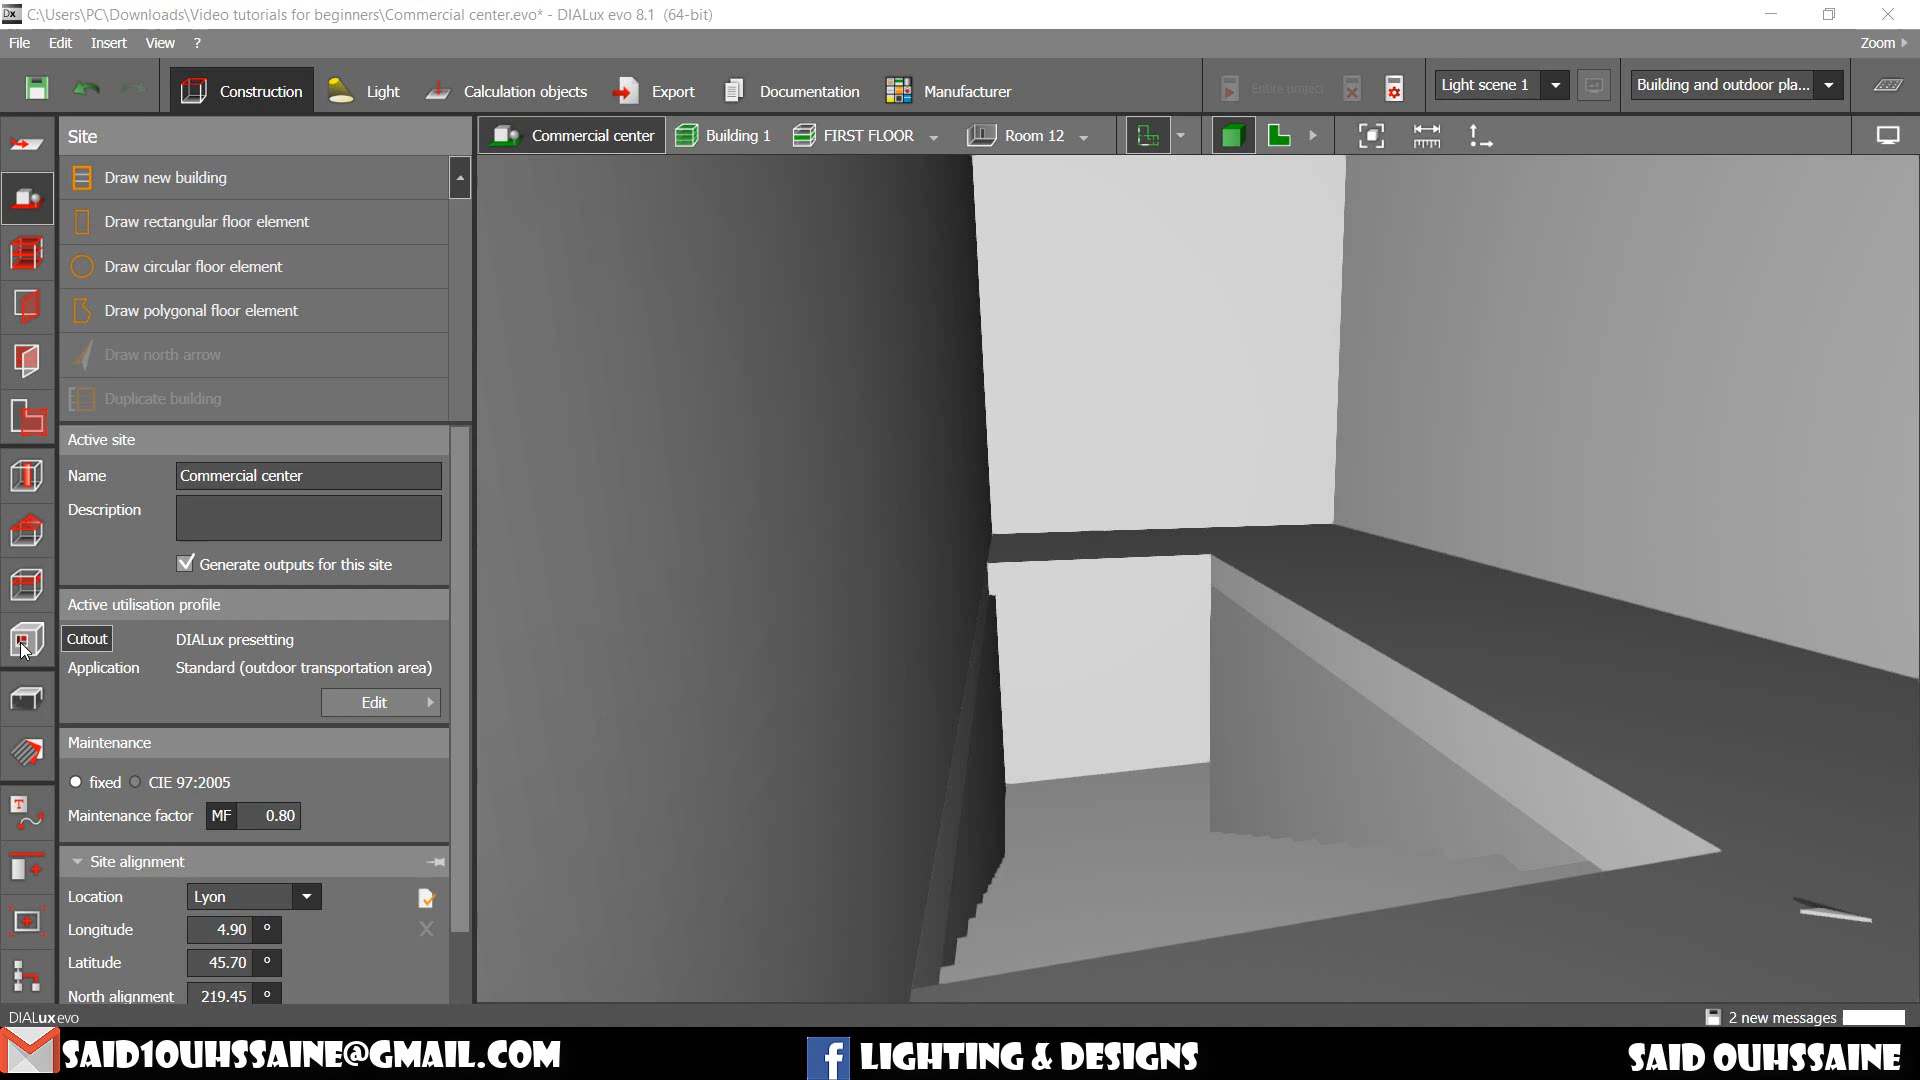 Dx C:\Users\PC\Downloads\Video tutorials for beginners\Commercial center.evo* - DIALux evo 8.1 (64-bit)
File Edit Insert View ? Zoom
Construction Light Calculation objects Export Documentation Manufacturer Entire project Light scene 1 Building and outdoor pla...
Site
Commercial center Building 1 FIRST FLOOR Room 12
Draw new building
Draw rectangular floor element
Draw circular floor element
Draw polygonal floor element
Draw north arrow
Duplicate building
Active site
Name Commercial center
Description
Generate outputs for this site
Active utilisation profile
Cutout DIALux presetting
Application Standard (outdoor transportation area)
Edit
Maintenance
fixed CIE 97:2005
Maintenance factor MF 0.80
Site alignment
Location Lyon
Longitude 4.90 °
Latitude 45.70 °
North alignment 219.45 °
DIALux evo
2 new messages
SAID1OUHSSAINE@GMAIL.COM
LIGHTING & DESIGNS
SAID OUHSSAINE